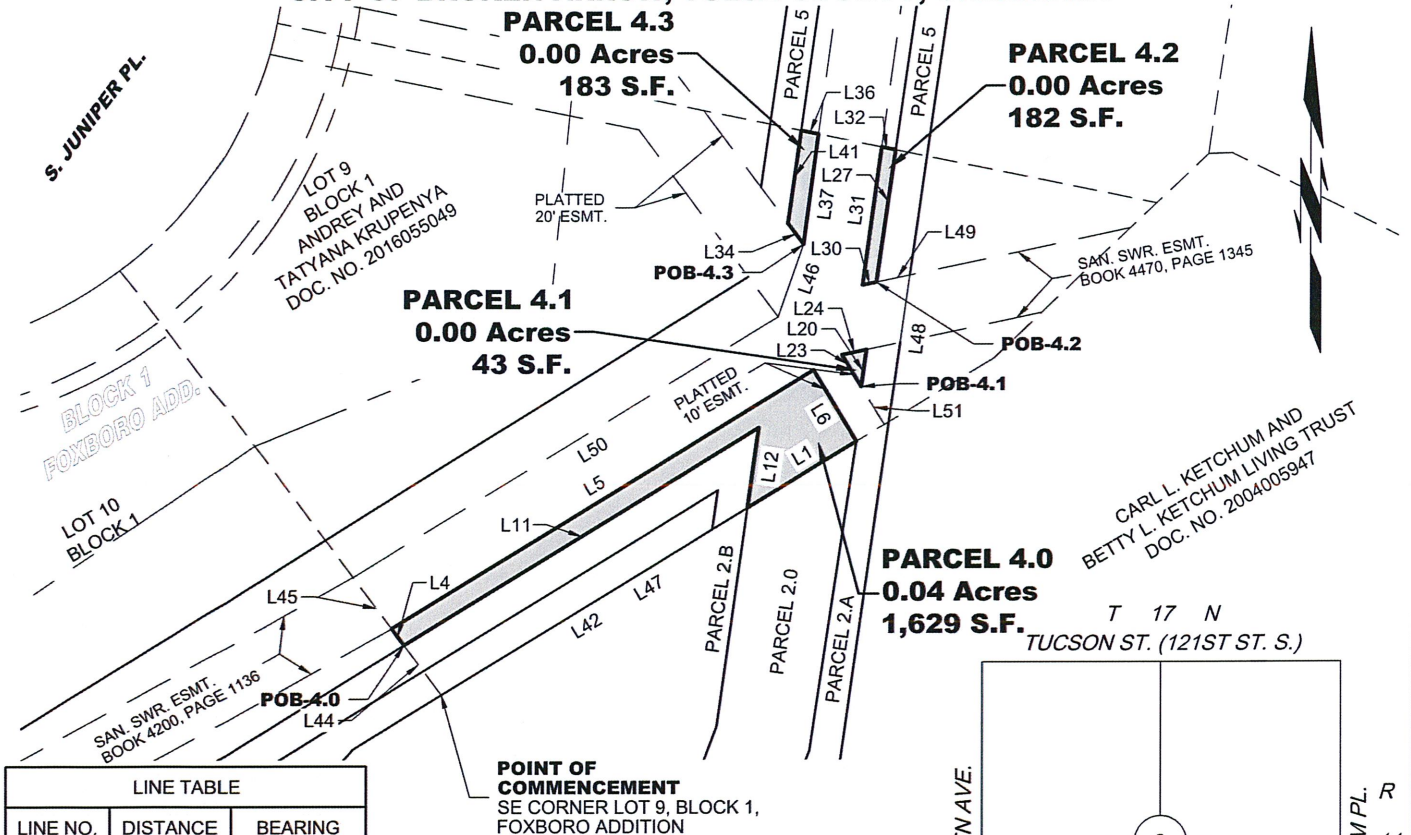 PARCEL 4.3
0.00 Acres
183 S.F.
PARCEL 5
PARCEL 5
PARCEL 4.2
0.00 Acres
182 S.F.
L36
L32
L41
L27
L37
L31
L49
L30
L34
POB-4.3
L46
S. JUNIPER PL.
LOT 9
BLOCK 1
ANDREY AND
TATYANA KRUPENYA
DOC. NO. 2016055049
PLATTED
20' ESMT.
SAN. SWR. ESMT.
BOOK 4470, PAGE 1345
PARCEL 4.1
0.00 Acres
43 S.F.
L24
L20
L23
L48
POB-4.2
POB-4.1
L51
PLATTED
10' ESMT.
BLOCK 1
FOXBORO ADD.
LOT 10
BLOCK 1
L50
L5
L6
L1
L12
L11
L4
L45
L47
L42
L44
POB-4.0
SAN. SWR. ESMT.
BOOK 4200, PAGE 1136
PARCEL 2.B
PARCEL 2.0
PARCEL 2.A
PARCEL 4.0
0.04 Acres
1,629 S.F.
CARL L. KETCHUM AND
BETTY L. KETCHUM LIVING TRUST
DOC. NO. 2004005947
T 17 N
TUCSON ST. (121ST ST. S.)
R
POINT OF
COMMENCEMENT
SE CORNER LOT 9, BLOCK 1,
FOXBORO ADDITION
LINE TABLE
LINE NO. DISTANCE BEARING
N AVE.
PL.